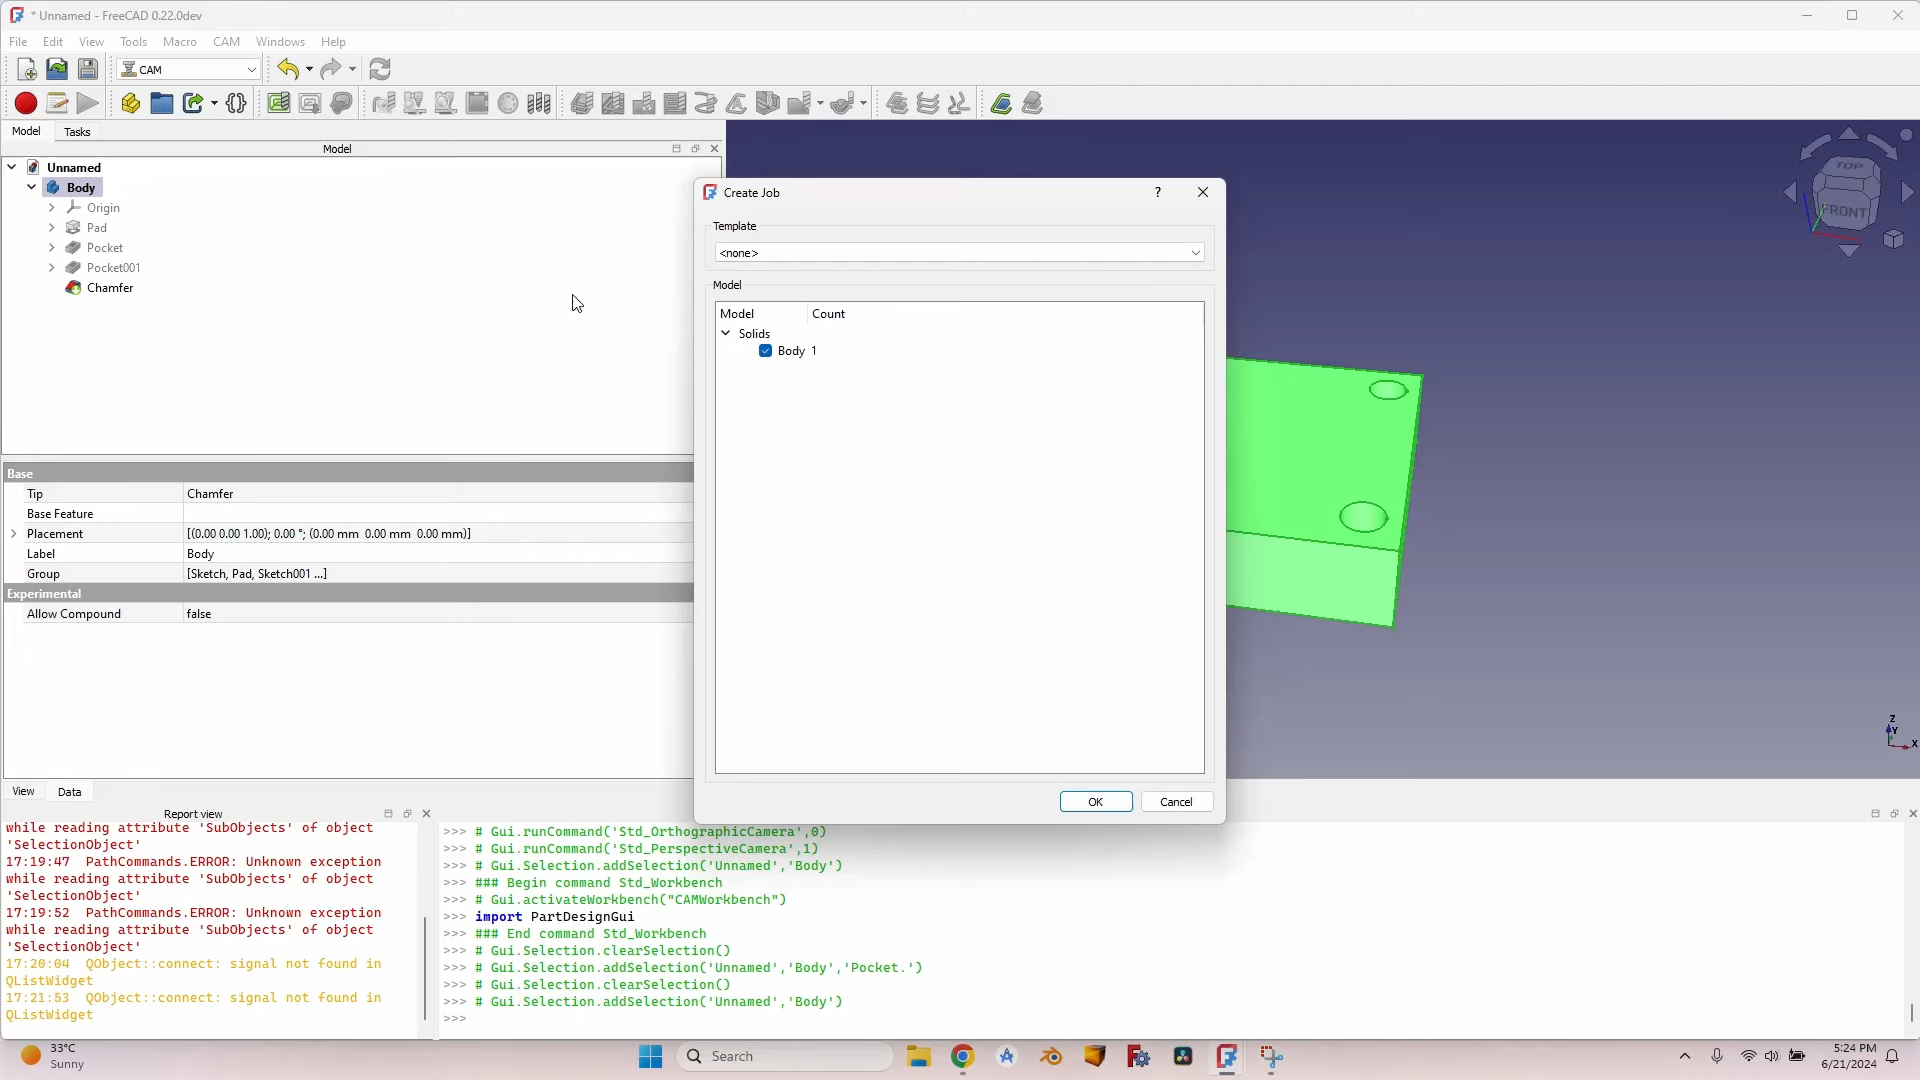 * Unnamed - FreeCAD 0.22.0dev
File Edit View Tools Macro CAM Windows Help
CAM
Model Tasks
Model
Unnamed
Body
Origin
Pad
Pocket
Pocket001
Chamfer
Base
Tip Chamfer
Base Feature
Placement [(0.00 0.00 1.00); 0.00 °; (0.00 mm 0.00 mm 0.00 mm)]
Label Body
Group [Sketch, Pad, Sketch001 ...]
Experimental
Allow Compound false
View Data
Create Job
?
Template
<none>
Model
Model Count
Solids
Body 1
OK Cancel
TOP
FRONT
Z
Y
X
Report view
while reading attribute 'SubObjects' of object
'SelectionObject'
17:19:47 PathCommands.ERROR: Unknown exception
while reading attribute 'SubObjects' of object
'SelectionObject'
17:19:52 PathCommands.ERROR: Unknown exception
while reading attribute 'SubObjects' of object
'SelectionObject'
17:20:04 QObject::connect: signal not found in
QListWidget
17:21:53 QObject::connect: signal not found in
QListWidget
>>> # Gui.runCommand('Std_OrthographicCamera',0)
>>> # Gui.runCommand('Std_PerspectiveCamera',1)
>>> # Gui.Selection.addSelection('Unnamed','Body')
>>> ### Begin command Std_Workbench
>>> # Gui.activateWorkbench("CAMWorkbench")
>>> import PartDesignGui
>>> ### End command Std_Workbench
>>> # Gui.Selection.clearSelection()
>>> # Gui.Selection.addSelection('Unnamed','Body','Pocket.')
>>> # Gui.Selection.clearSelection()
>>> # Gui.Selection.addSelection('Unnamed','Body')
>>>
33°C
Sunny
Search
5:24 PM
6/21/2024